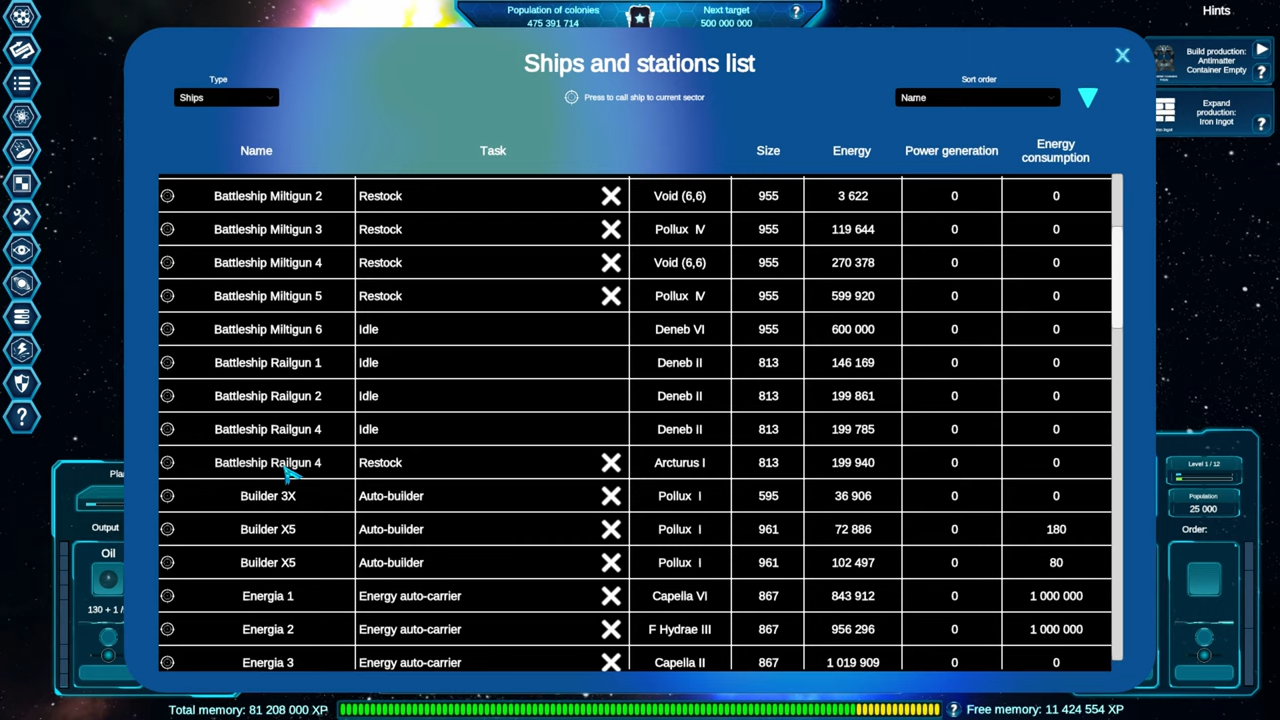 Population of colonies
475 391 714
Next target
500 000 000
?
Hints
Ships and stations list
X
Type
Ships
Press to call ship to current sector
Sort order
Name
Build production:
Antimatter
Container Empty
?
Expand
production:
Iron Ingot
?
Name Task Size Energy Power generation Energy consumption
Battleship Miltigun 2 Restock Void (6,6) 955 3 622 0 0
Battleship Miltigun 3 Restock Pollux IV 955 119 644 0 0
Battleship Miltigun 4 Restock Void (6,6) 955 270 378 0 0
Battleship Miltigun 5 Restock Pollux IV 955 599 920 0 0
Battleship Miltigun 6 Idle Deneb VI 955 600 000 0 0
Battleship Railgun 1 Idle Deneb II 813 146 169 0 0
Battleship Railgun 2 Idle Deneb II 813 199 861 0 0
Battleship Railgun 4 Idle Deneb II 813 199 785 0 0
Battleship Railgun 4 Restock Arcturus I 813 199 940 0 0
Builder 3X Auto-builder Pollux I 595 36 906 0 0
Builder X5 Auto-builder Pollux I 961 72 886 0 180
Builder X5 Auto-builder Pollux I 961 102 497 0 80
Energia 1 Energy auto-carrier Capella VI 867 843 912 0 1 000 000
Energia 2 Energy auto-carrier F Hydrae III 867 956 296 0 1 000 000
Energia 3 Energy auto-carrier Capella II 867 1 019 909 0 0
?
Pla
Output
Oil
130 + 1 /
Level 1 / 12
Population
25 000
Order:
Total memory: 81 208 000 XP
?
Free memory: 11 424 554 XP